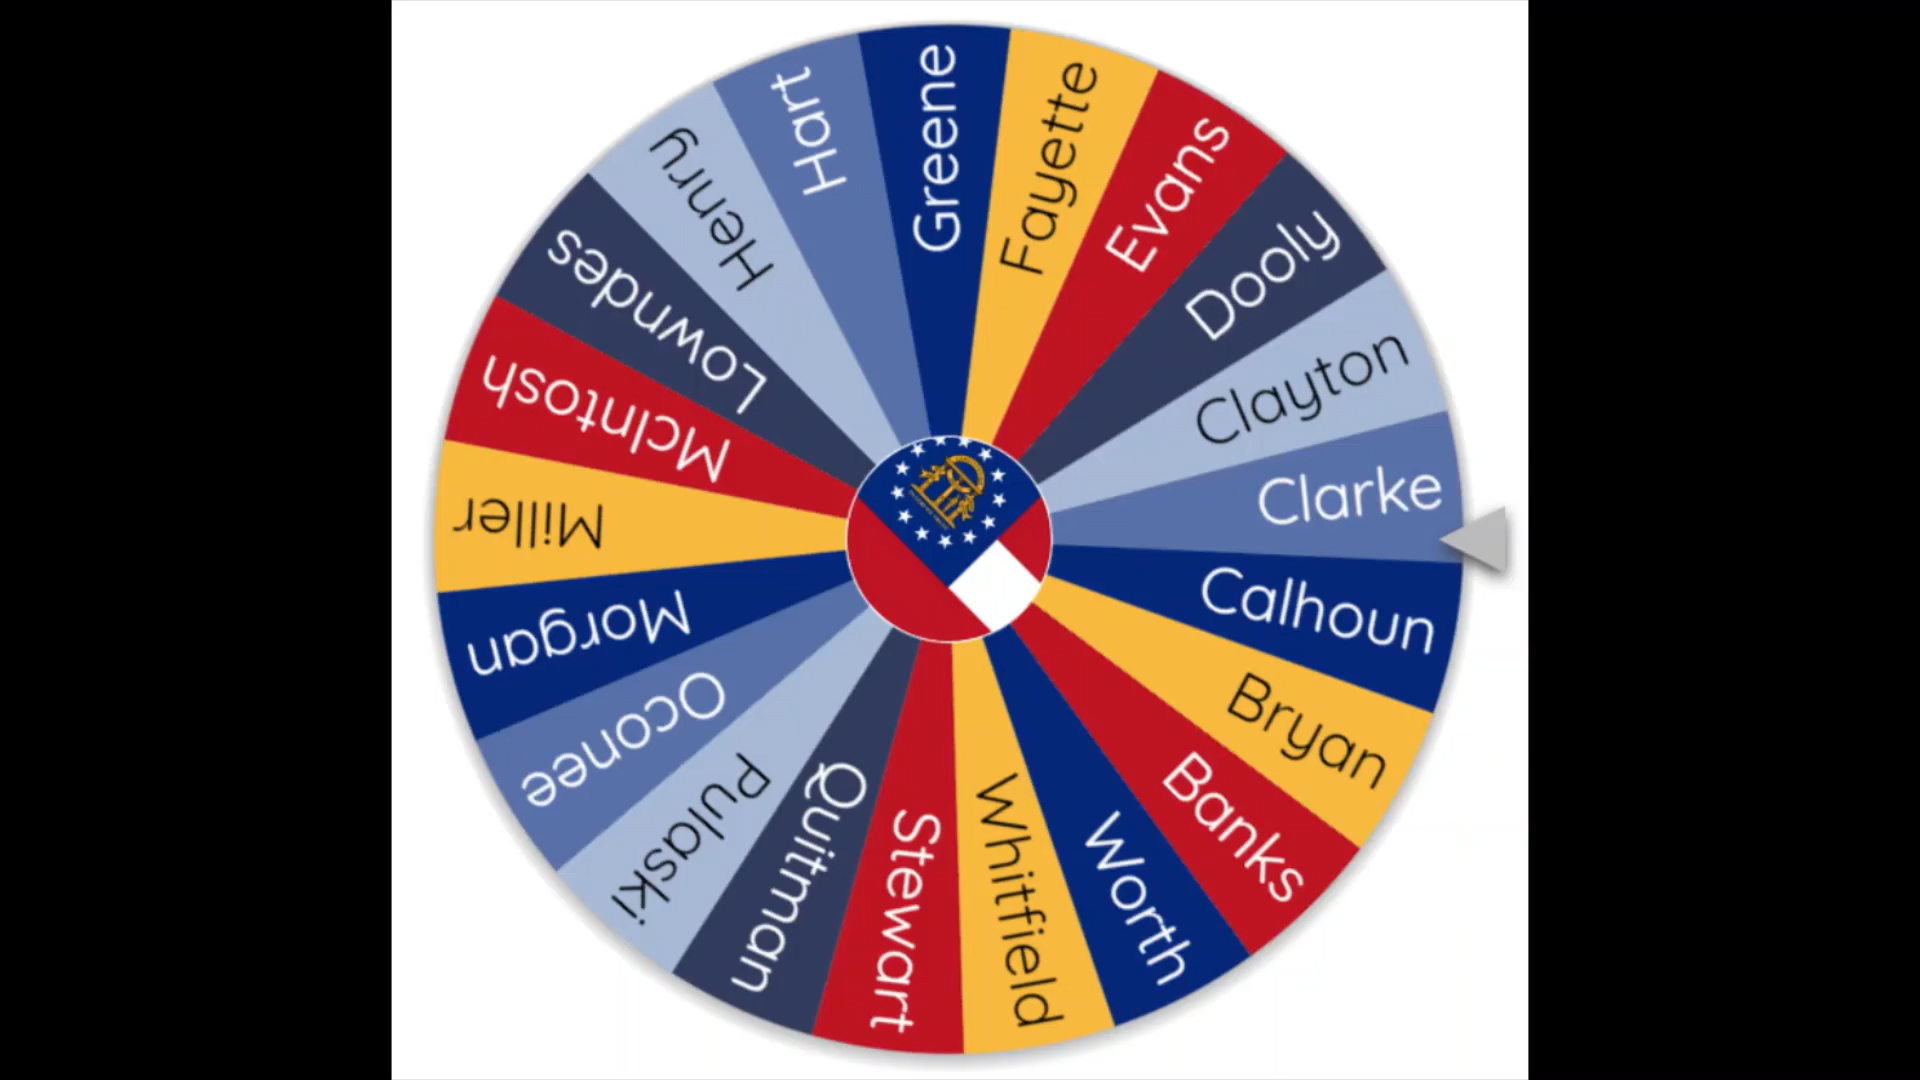 Greene
Fayette
Evans
Dooly
Clayton
Clarke
Calhoun
Bryan
Banks
Worth
Whitfield
Stewart
Quitman
Pulaski
Oconee
Morgan
Miller
McIntosh
Lowndes
Henry
Hart